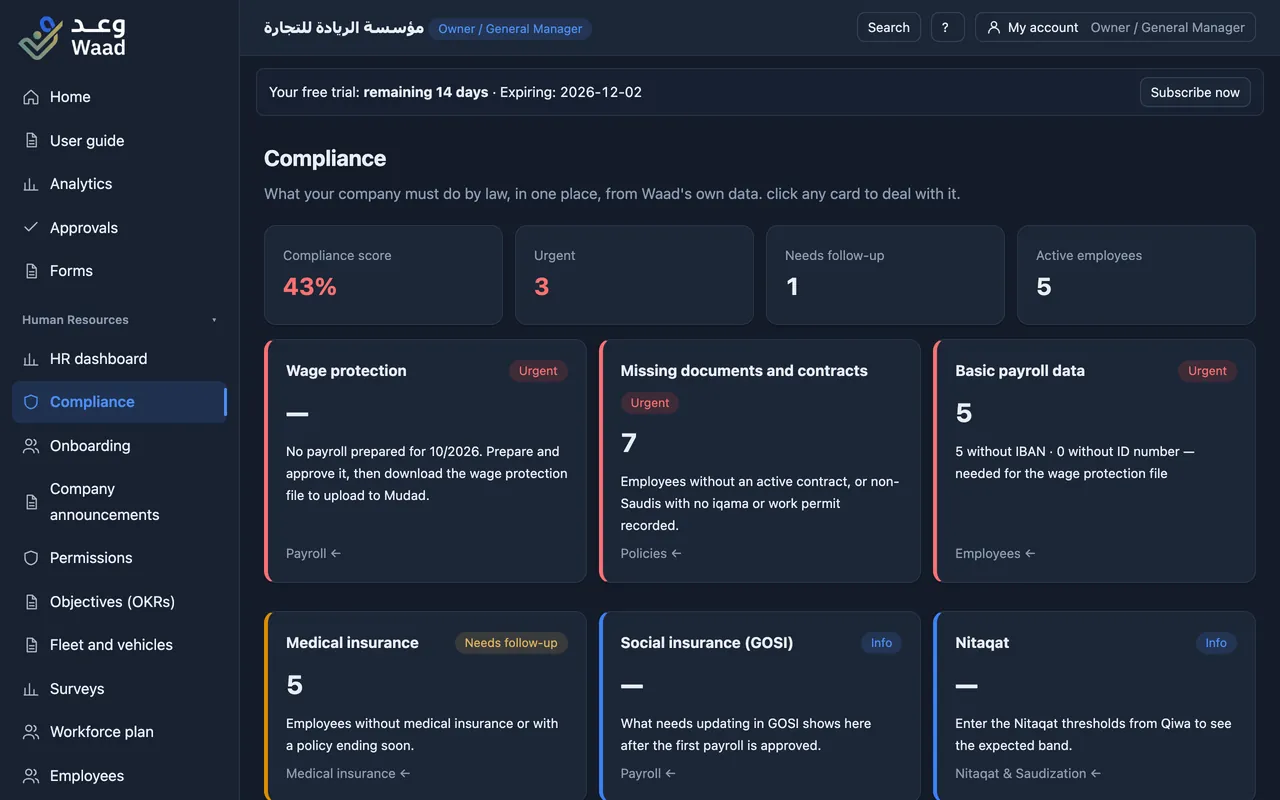 وعد
Waad
Home
User guide
Analytics
Approvals
Forms
Human Resources
HR dashboard
Compliance
Onboarding
Company
announcements
Permissions
Objectives (OKRs)
Fleet and vehicles
Surveys
Workforce plan
Employees
مؤسسة الريادة للتجارة Owner / General Manager
Search ? My account Owner / General Manager
Your free trial: remaining 14 days · Expiring: 2026-12-02 Subscribe now
Compliance
What your company must do by law, in one place, from Waad's own data. click any card to deal with it.
Compliance score
43%
Urgent
3
Needs follow-up
1
Active employees
5
Wage protection Urgent
—
No payroll prepared for 10/2026. Prepare and
approve it, then download the wage protection
file to upload to Mudad.
Payroll ←
Missing documents and contracts
Urgent
7
Employees without an active contract, or non-
Saudis with no iqama or work permit
recorded.
Policies ←
Basic payroll data Urgent
5
5 without IBAN · 0 without ID number —
needed for the wage protection file
Employees ←
Medical insurance Needs follow-up
5
Employees without medical insurance or with
a policy ending soon.
Medical insurance ←
Social insurance (GOSI) Info
—
What needs updating in GOSI shows here
after the first payroll is approved.
Payroll ←
Nitaqat Info
—
Enter the Nitaqat thresholds from Qiwa to see
the expected band.
Nitaqat & Saudization ←